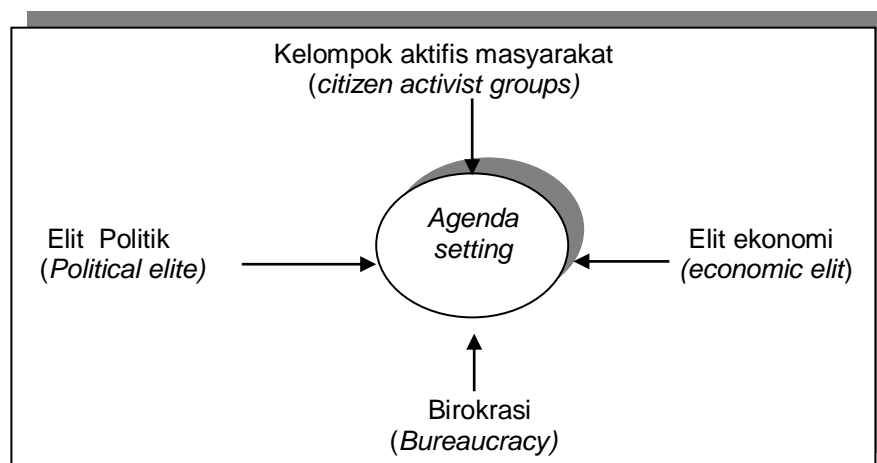 Kelompok aktifis masyarakat
(citizen activist groups)
Agenda
setting
Elit Politik
(Political elite)
Elit ekonomi
(economic elit)
Birokrasi
(Bureaucracy)